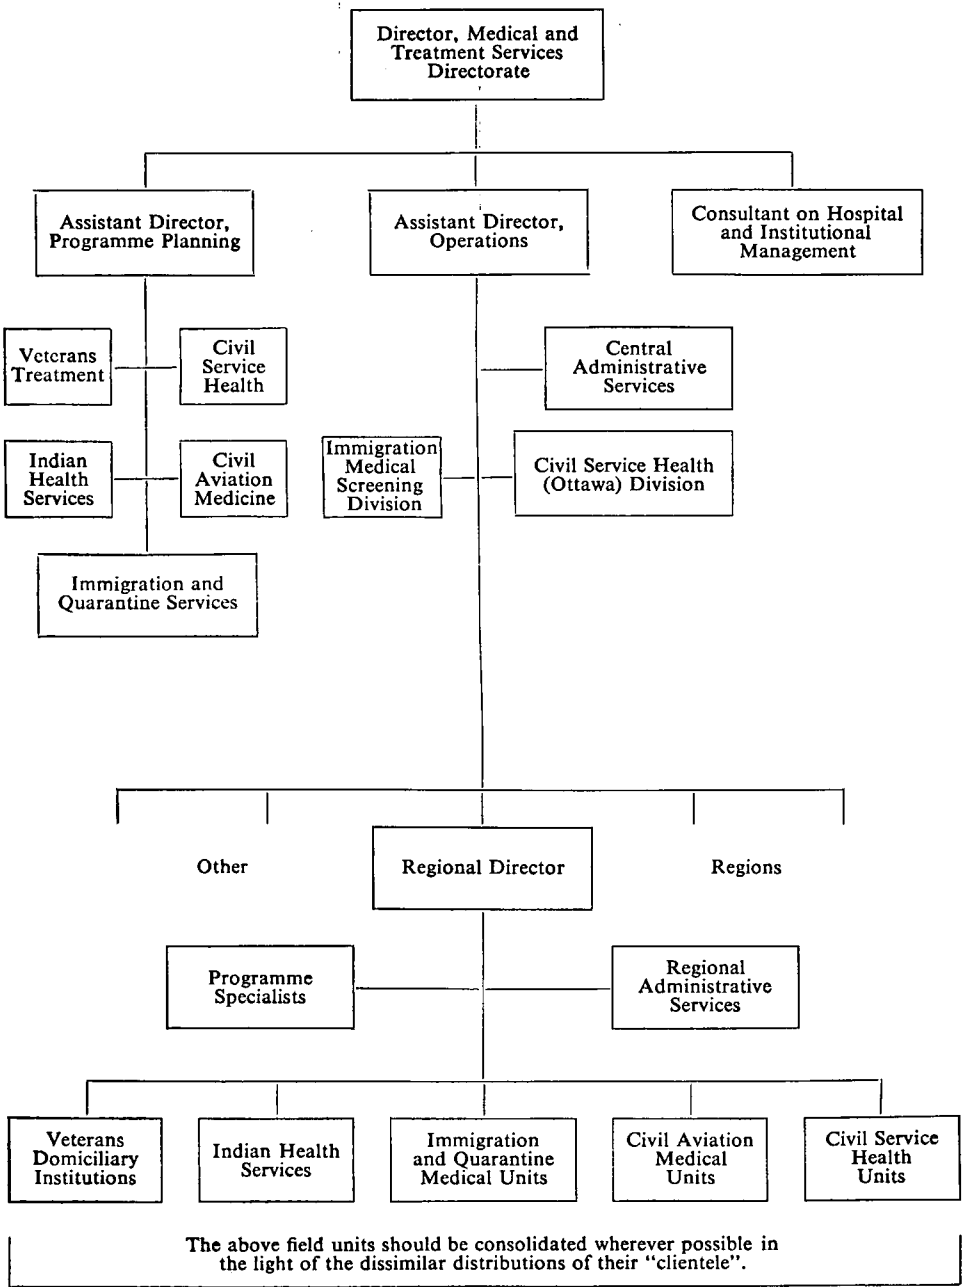 Director, Medical and
Treatment Services
Directorate
Assistant Director,
Programme Planning
Assistant Director,
Operations
Consultant on Hospital
and Institutional
Management
Veterans
Treatment
Civil
Service
Health
Central
Administrative
Services
Indian
Health
Services
Civil
Aviation
Medicine
Immigration
Medical
Screening
Division
Civil Service Health
(Ottawa) Division
Immigration and
Quarantine Services
Other
Regional Director
Regions
Programme
Specialists
Regional
Administrative
Services
Veterans
Domiciliary
Institutions
Indian Health
Services
Immigration
and Quarantine
Medical Units
Civil Aviation
Medical
Units
Civil Service
Health
Units
The above field units should be consolidated wherever possible in
the light of the dissimilar distributions of their "clientele".